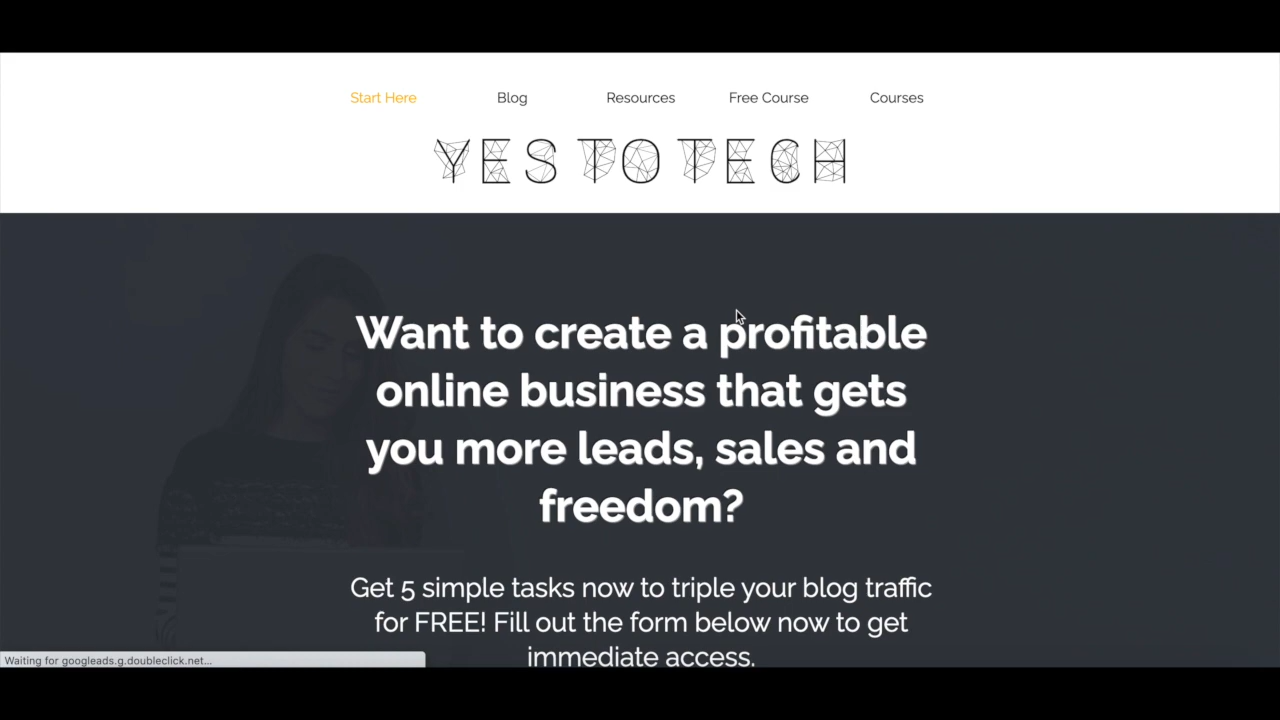 Start Here Blog Resources Free Course Courses
YES TO TECH
Want to create a profitable
online business that gets
you more leads, sales and
freedom?
Get 5 simple tasks now to triple your blog traffic
for FREE! Fill out the form below now to get
immediate access.
Waiting for googleads.g.doubleclick.net...